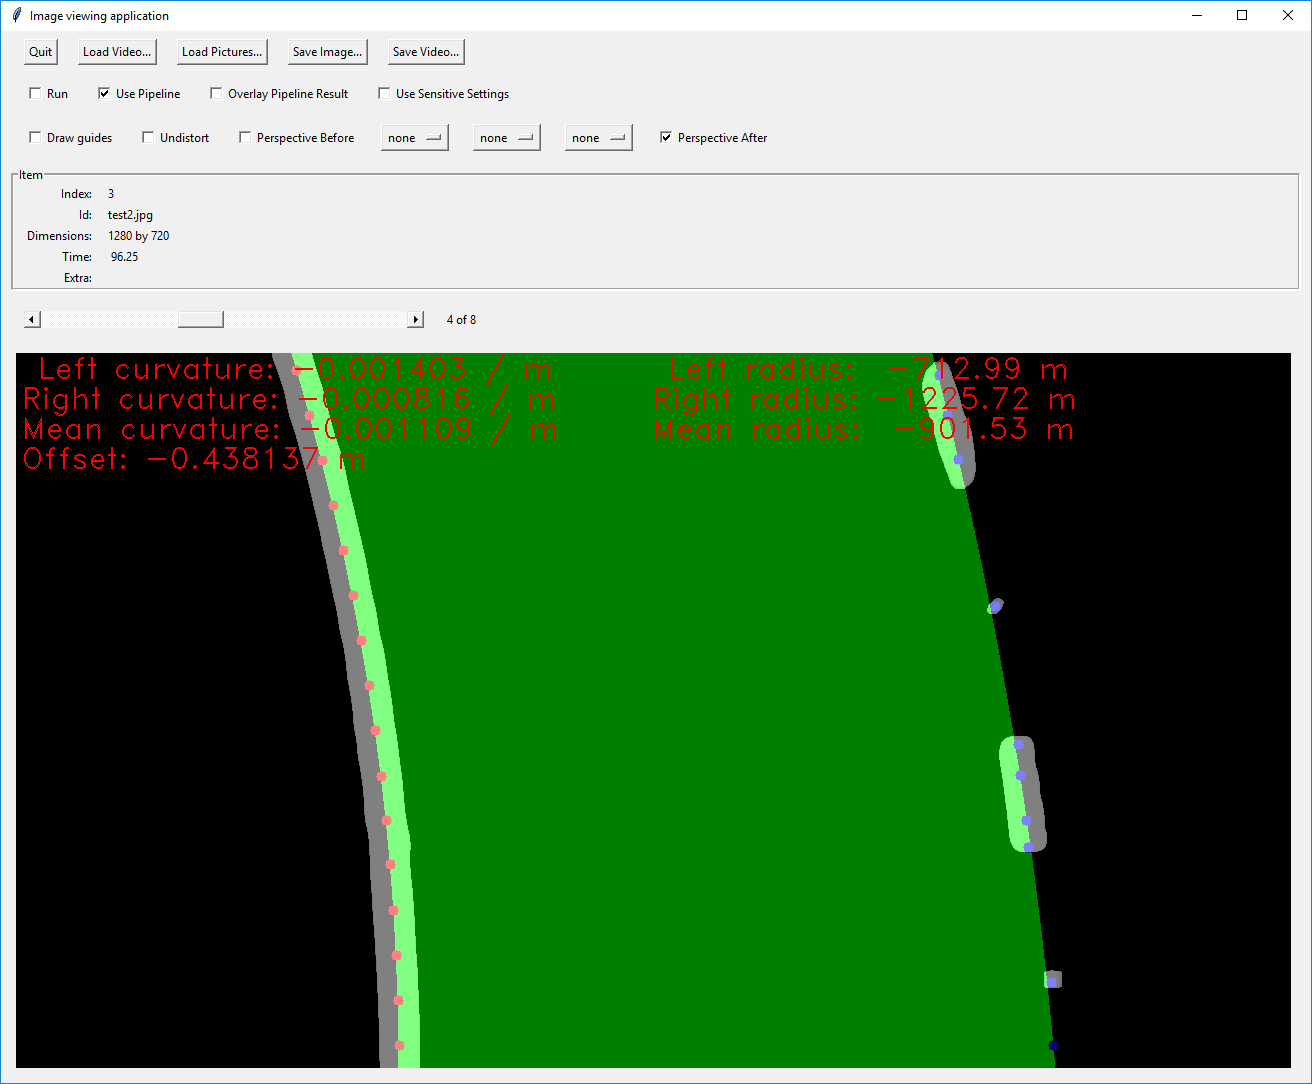 Image viewing application
Quit Load Video... Load Pictures... Save Image... Save Video...
Run Use Pipeline Overlay Pipeline Result Use Sensitive Settings
Draw guides Undistort Perspective Before none none none Perspective After
Item
Index: 3
Id: test2.jpg
Dimensions: 1280 by 720
Time: 96.25
Extra:
4 of 8
Left curvature: -0.001403 / m Left radius: -712.99 m
Right curvature: -0.000816 / m Right radius: -1225.72 m
Mean curvature: -0.001109 / m Mean radius: -901.53 m
Offset: -0.438137 m